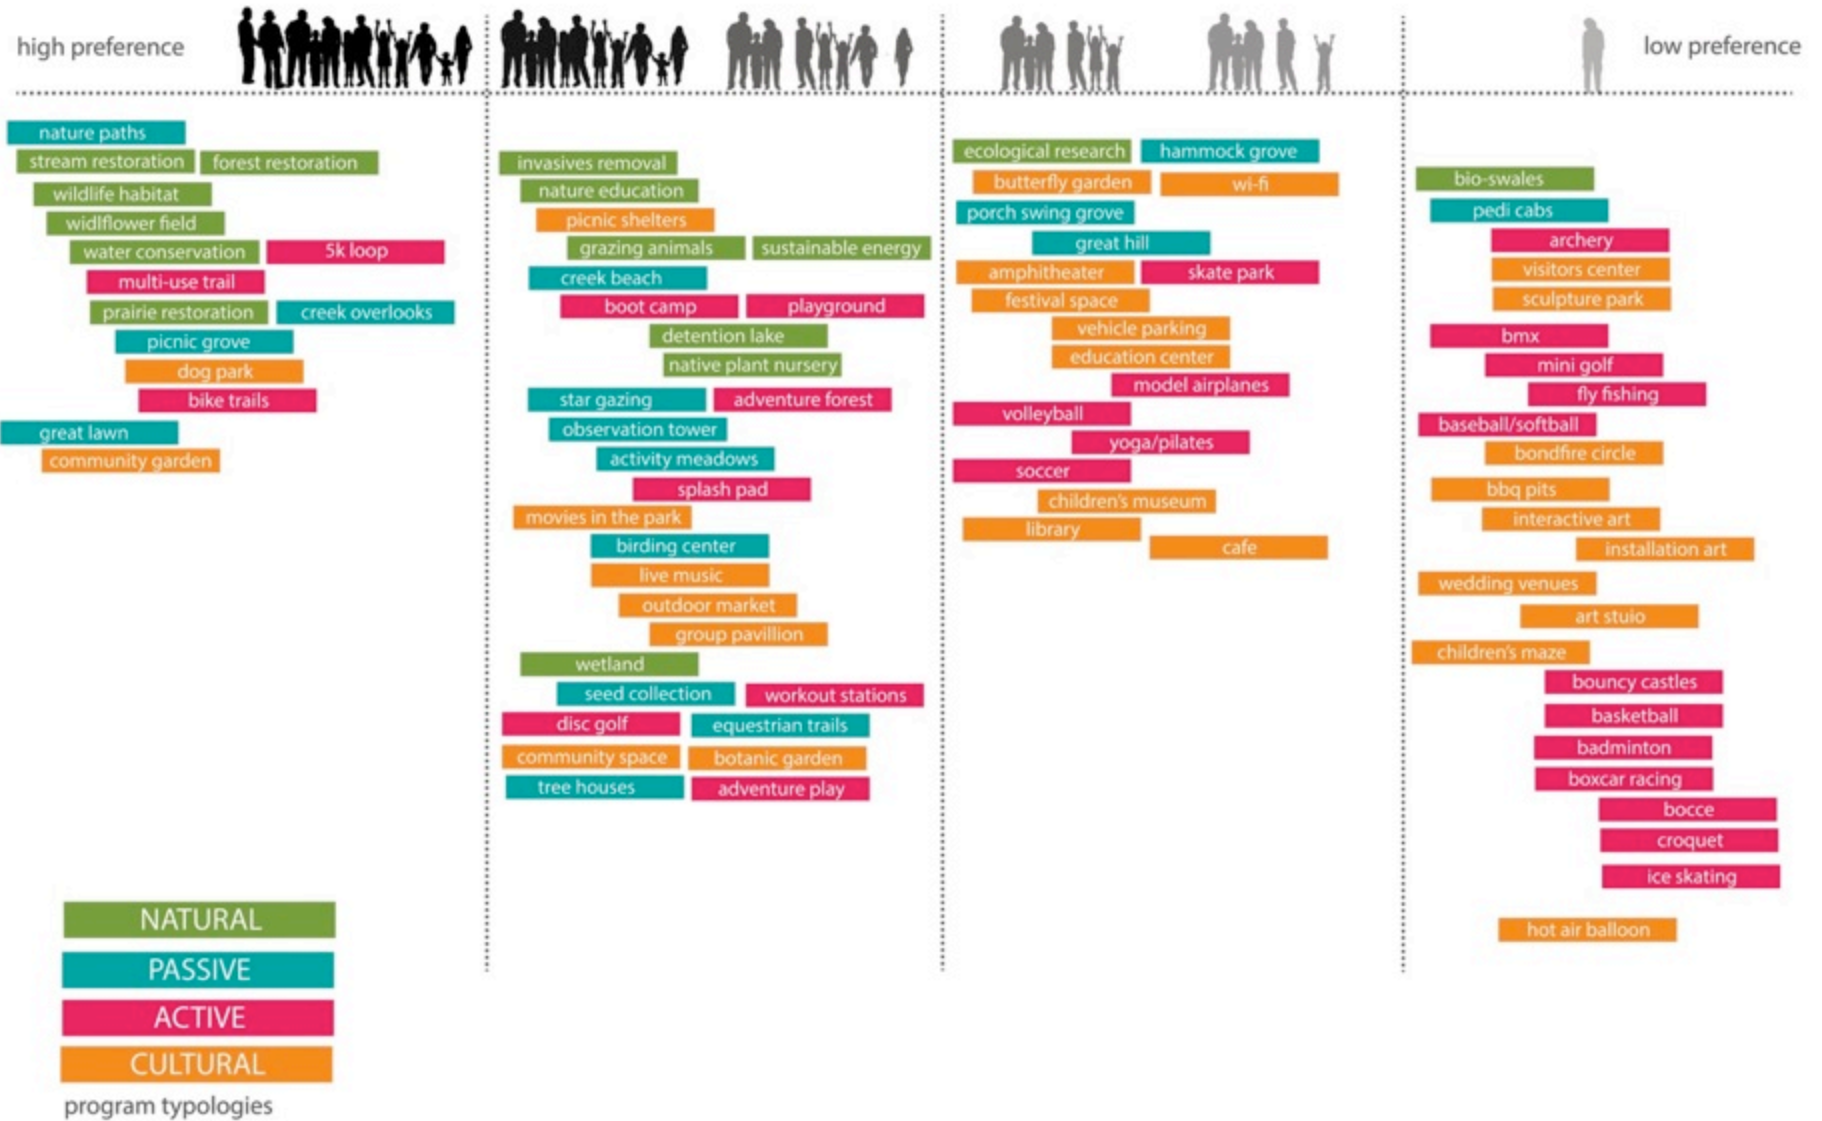 high preference
low preference
nature paths
stream restoration
forest restoration
wildlife habitat
widlflower field
water conservation
5k loop
multi-use trail
prairie restoration
creek overlooks
picnic grove
dog park
bike trails
great lawn
community garden
invasives removal
nature education
picnic shelters
grazing animals
sustainable energy
creek beach
boot camp
playground
detention lake
native plant nursery
star gazing
adventure forest
observation tower
activity meadows
splash pad
movies in the park
birding center
live music
outdoor market
group pavillion
wetland
seed collection
workout stations
disc golf
equestrian trails
community space
botanic garden
tree houses
adventure play
ecological research
hammock grove
butterfly garden
wi-fi
porch swing grove
great hill
amphitheater
skate park
festival space
vehicle parking
education center
model airplanes
volleyball
yoga/pilates
soccer
children's museum
library
cafe
bio-swales
pedi cabs
archery
visitors center
sculpture park
bmx
mini golf
fly fishing
baseball/softball
bondfire circle
bbq pits
interactive art
installation art
wedding venues
art stuio
children's maze
bouncy castles
basketball
badminton
boxcar racing
bocce
croquet
ice skating
hot air balloon
NATURAL
PASSIVE
ACTIVE
CULTURAL
program typologies